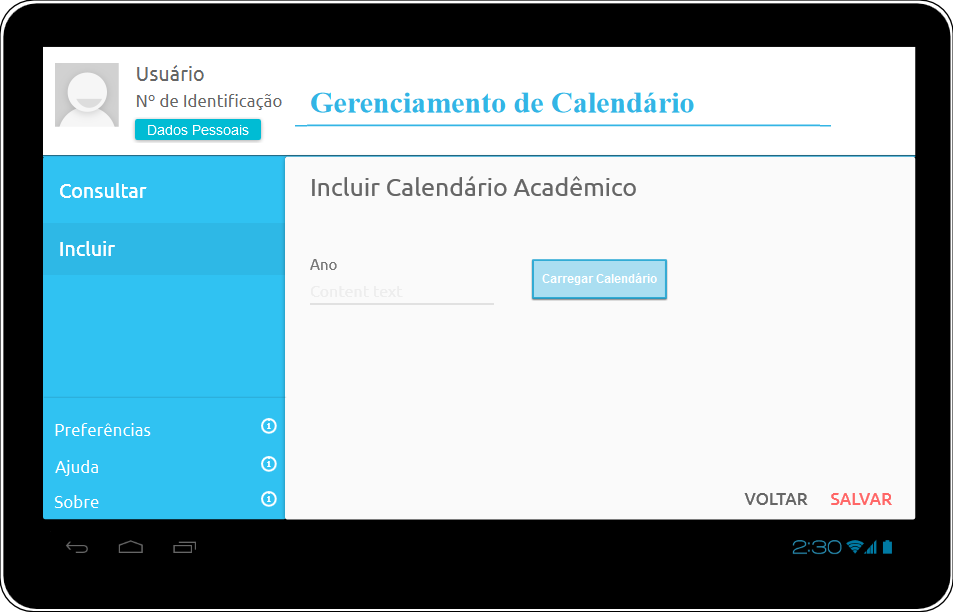 Usuário
Nº de Identificação
Dados Pessoais
Gerenciamento de Calendário
Consultar
Incluir
Incluir Calendário Acadêmico
Ano
Content text
Carregar Calendário
Preferências
Ajuda
Sobre
VOLTAR SALVAR
2:30